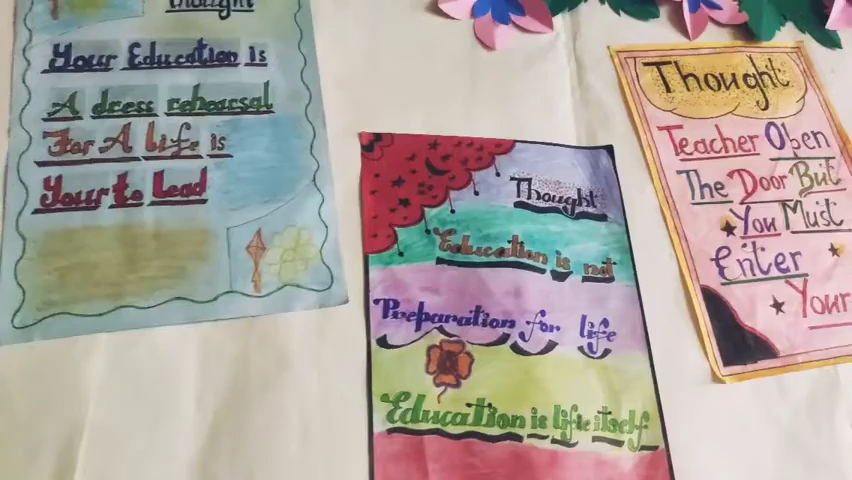 Thought
Your Education is
A dress rehearsal
For A life is
Your to Lead
Thought
Education is not
Preparation for life
Education is life itself
Thought
Teacher Open
The Door But
You Must
Enter
Your